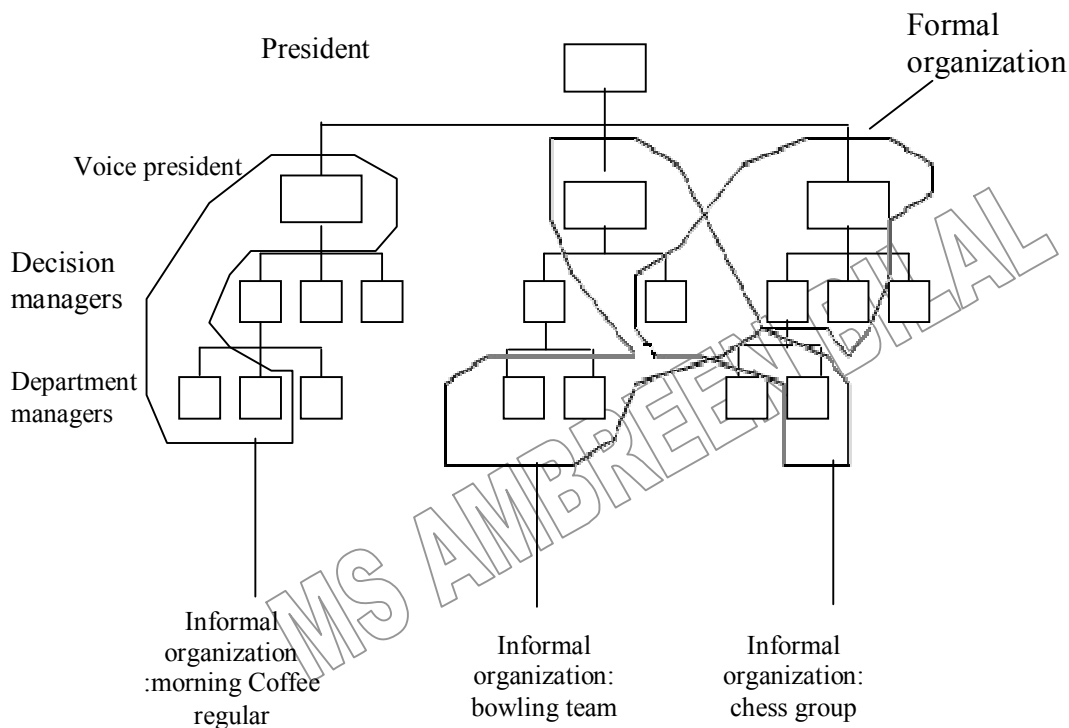 President
Formal
organization
Voice president
Decision
managers
Department
managers
MS AMBREEN BILAL
Informal
organization
:morning Coffee
regular
Informal
organization:
bowling team
Informal
organization:
chess group